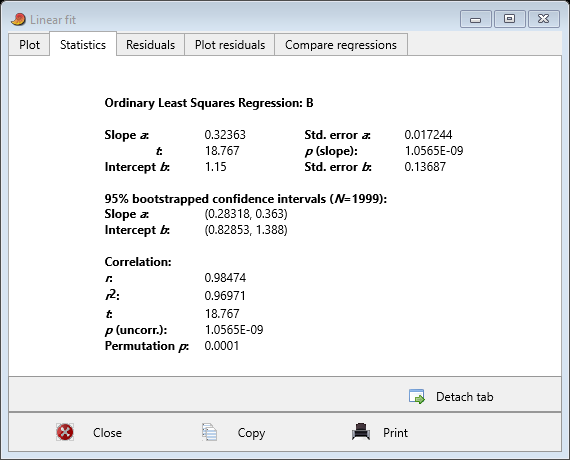 Linear fit
Plot Statistics Residuals Plot residuals Compare regressions
Ordinary Least Squares Regression: B
Slope a: 0.32363 Std. error a: 0.017244
t: 18.767 p (slope): 1.0565E-09
Intercept b: 1.15 Std. error b: 0.13687
95% bootstrapped confidence intervals (N=1999):
Slope a: (0.28318, 0.363)
Intercept b: (0.82853, 1.388)
Correlation:
r: 0.98474
r2: 0.96971
t: 18.767
p (uncorr.): 1.0565E-09
Permutation p: 0.0001
Detach tab
Close Copy Print